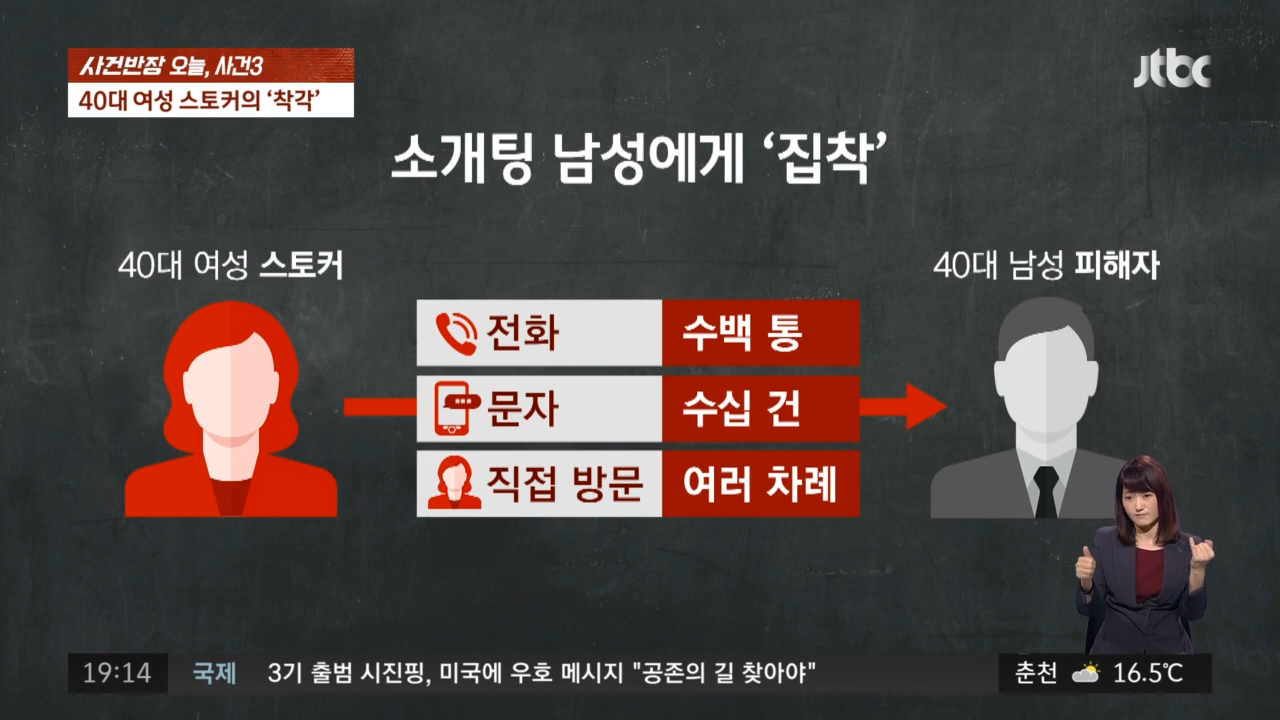 사건반장 오늘, 사건3
40대 여성 스토커의 ‘착각’
jtbc
소개팅 남성에게 ‘집착’
40대 여성 스토커
40대 남성 피해자
전화 수백 통
문자 수십 건
직접 방문 여러 차례
19:14 국제 3기 출범 시진핑, 미국에 우호 메시지 "공존의 길 찾아야" 춘천 16.5℃